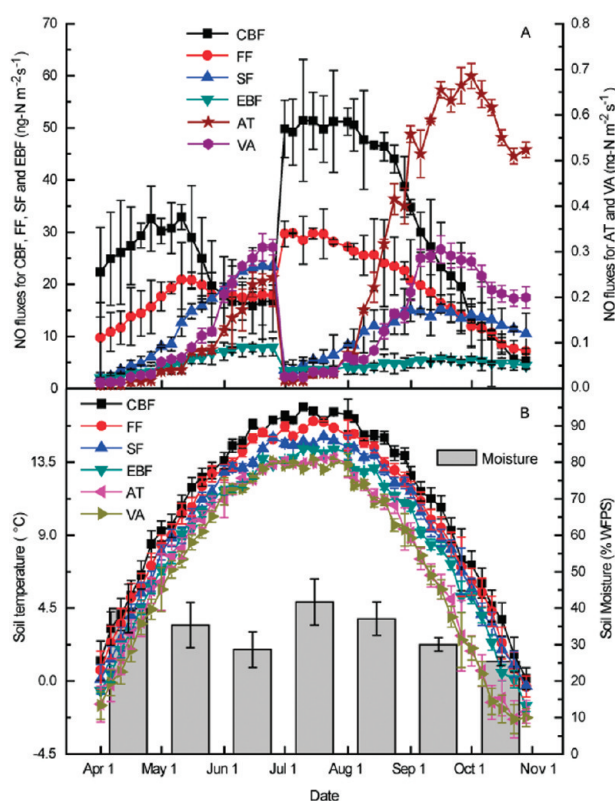 A
CBF
FF
SF
EBF
AT
VA
NO fluxes for CBF, FF, SF and EBF (ng-N m⁻²s⁻¹)
70
60
50
40
30
20
10
0
NO fluxes for AT and VA (ng-N m⁻² s⁻¹)
0.8
0.7
0.6
0.5
0.4
0.3
0.2
0.1
0.0
B
CBF
FF
SF
EBF
AT
VA
Moisture
Soil temperature ( °C)
13.5
9.0
4.5
0.0
-4.5
Soil Moisture (% WFPS)
90
80
70
60
50
40
30
20
10
0
Apr 1 May 1 Jun 1 Jul 1 Aug 1 Sep 1 Oct 1 Nov 1
Date